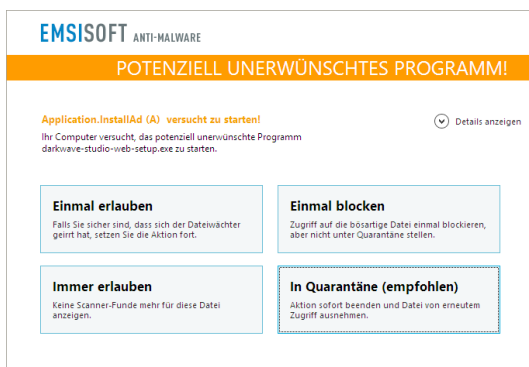 EMSISOFT ANTI-MALWARE
POTENZIELL UNERWÜNSCHTES PROGRAMM!
Application.InstallAd (A) versucht zu starten!
Details anzeigen
Ihr Computer versucht, das potenziell unerwünschte Programm
darkwave-studio-web-setup.exe zu starten.
Einmal erlauben
Falls Sie sicher sind, dass sich der Dateiwächter
geirrt hat, setzen Sie die Aktion fort.
Einmal blocken
Zugriff auf die bösartige Datei einmal blockieren,
aber nicht unter Quarantäne stellen.
Immer erlauben
Keine Scanner-Funde mehr für diese Datei
anzeigen.
In Quarantäne (empfohlen)
Aktion sofort beenden und Datei von erneutem
Zugriff ausnehmen.